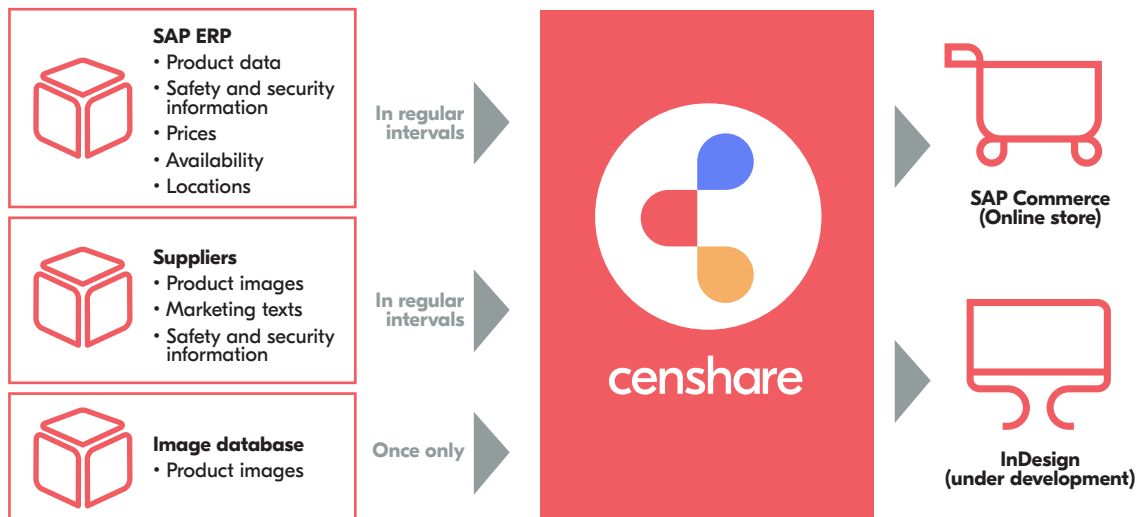 SAP ERP
• Product data
• Safety and security
information
• Prices
• Availability
• Locations
In regular
intervals
Suppliers
• Product images
• Marketing texts
• Safety and security
information
In regular
intervals
Image database
• Product images
Once only
censhare
SAP Commerce
(Online store)
InDesign
(under development)